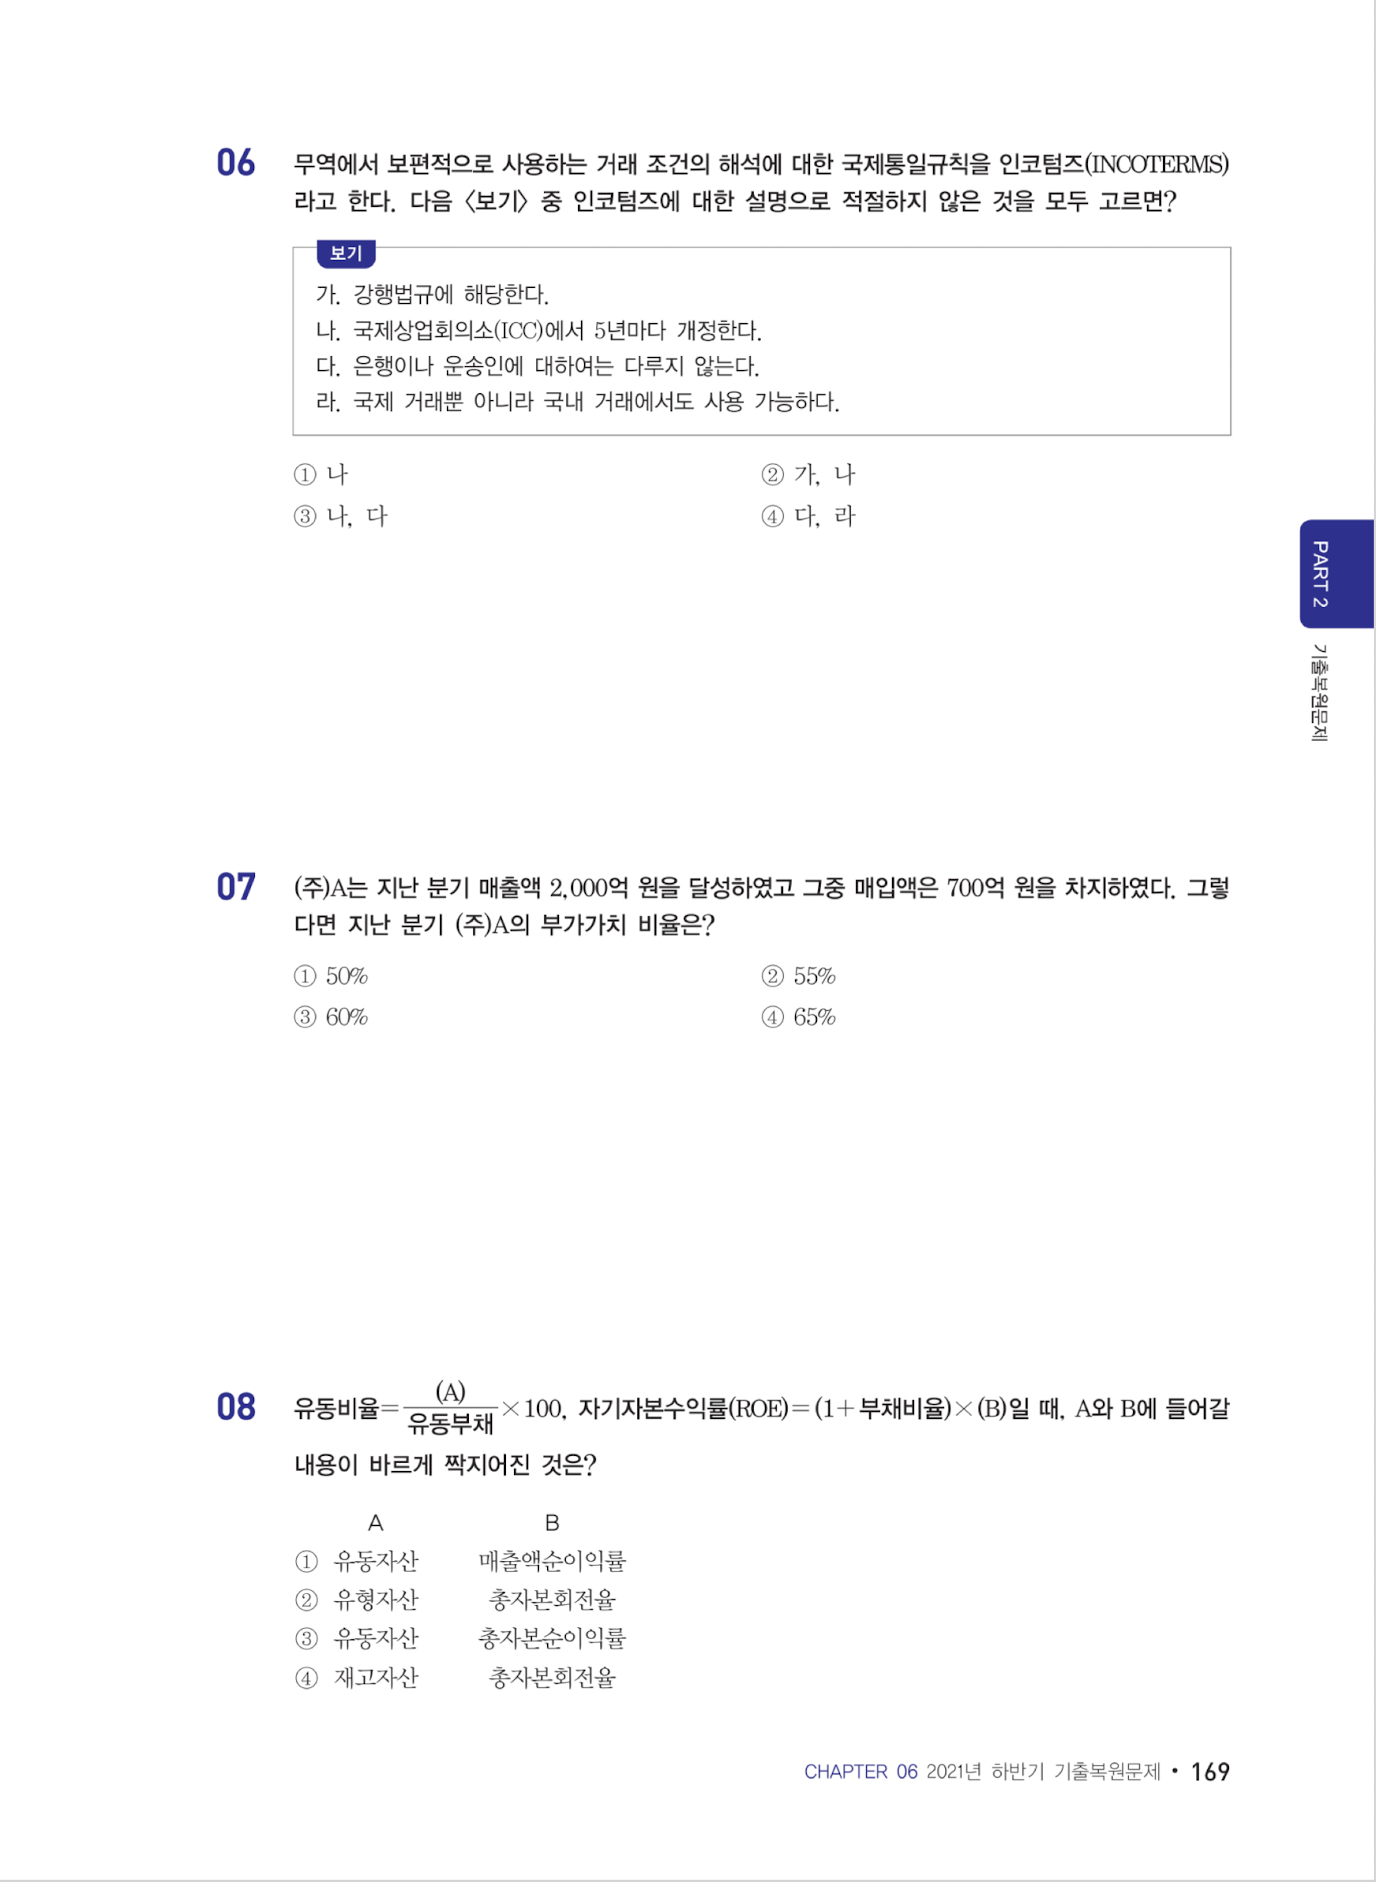 06 무역에서 보편적으로 사용하는 거래 조건의 해석에 대한 국제통일규칙을 인코텀즈(INCOTERMS)
라고 한다. 다음 〈보기〉 중 인코텀즈에 대한 설명으로 적절하지 않은 것을 모두 고르면?
보기
가. 강행법규에 해당한다.
나. 국제상업회의소(ICC)에서 5년마다 개정한다.
다. 은행이나 운송인에 대하여는 다루지 않는다.
라. 국제 거래뿐 아니라 국내 거래에서도 사용 가능하다.
① 나 ② 가, 나
③ 나, 다 ④ 다, 라
PART 2 기출복원문제
07 (주)A는 지난 분기 매출액 2,000억 원을 달성하였고 그중 매입액은 700억 원을 차지하였다. 그렇
다면 지난 분기 (주)A의 부가가치 비율은?
① 50% ② 55%
③ 60% ④ 65%
08 유동비율=(A)/유동부채×100, 자기자본수익률(ROE)=(1+부채비율)×(B)일 때, A와 B에 들어갈
내용이 바르게 짝지어진 것은?
A B
① 유동자산 매출액순이익률
② 유형자산 총자본회전율
③ 유동자산 총자본순이익률
④ 재고자산 총자본회전율
CHAPTER 06 2021년 하반기 기출복원문제 • 169